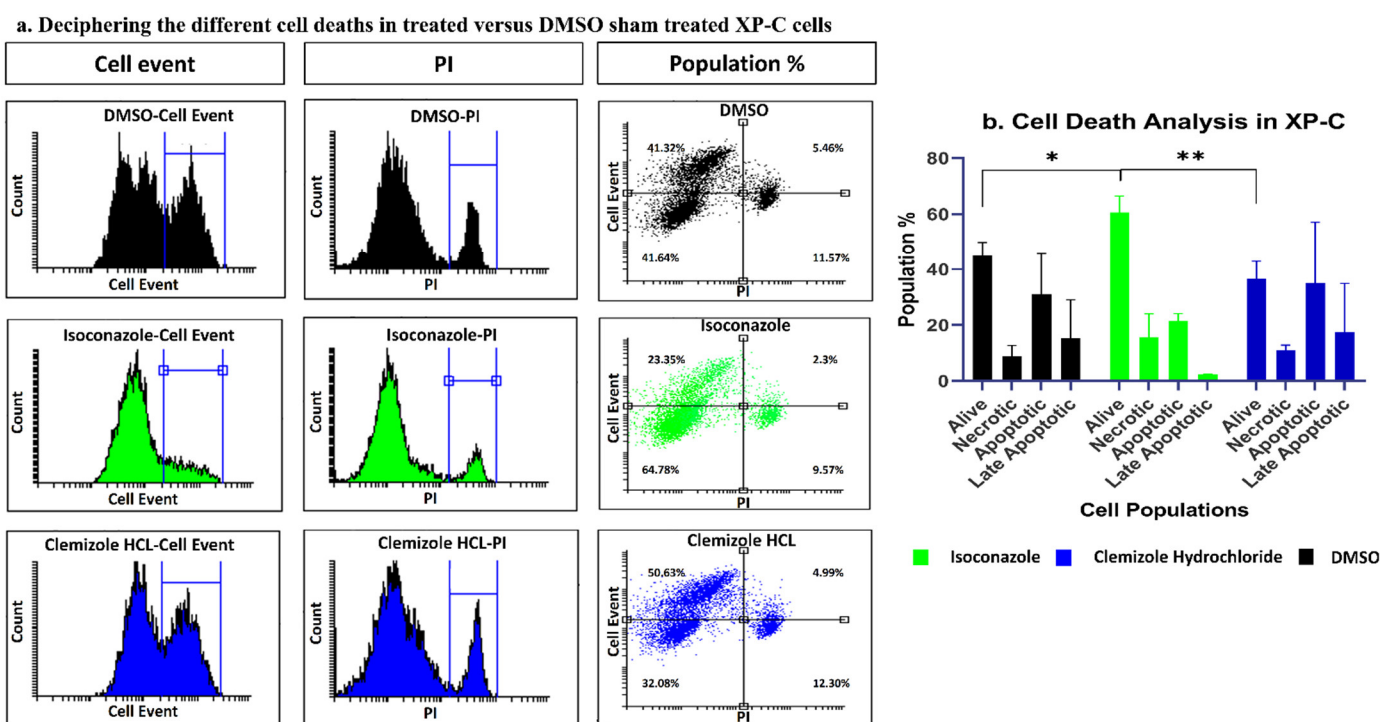 a. Deciphering the different cell deaths in treated versus DMSO sham treated XP-C cells
Cell event
PI
Population %
DMSO-Cell Event
Count
Cell Event
DMSO-PI
Count
PI
DMSO
41.32%
5.46%
Cell Event
41.64%
11.57%
PI
Isoconazole-Cell Event
Count
Cell Event
Isoconazole-PI
Count
PI
Isoconazole
23.35%
2.3%
Cell Event
64.78%
9.57%
PI
Clemizole HCL-Cell Event
Count
Cell Event
Clemizole HCL-PI
Count
PI
Clemizole HCL
50.63%
4.99%
Cell Event
32.08%
12.30%
PI
b. Cell Death Analysis in XP-C
* **
80
60
40
20
0
Population %
Alive
Necrotic
Apoptotic
Late Apoptotic
Alive
Necrotic
Apoptotic
Late Apoptotic
Alive
Necrotic
Apoptotic
Late Apoptotic
Cell Populations
Isoconazole Clemizole Hydrochloride DMSO